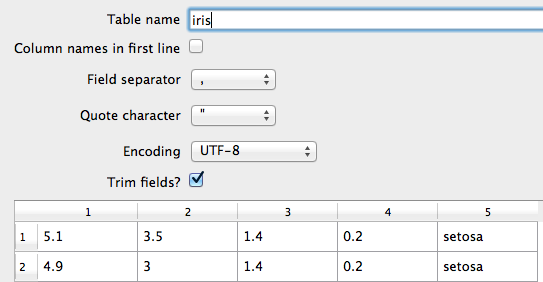 Table name iris
Column names in first line
Field separator ,
Quote character "
Encoding UTF-8
Trim fields?
1 2 3 4 5
1 5.1 3.5 1.4 0.2 setosa
2 4.9 3 1.4 0.2 setosa